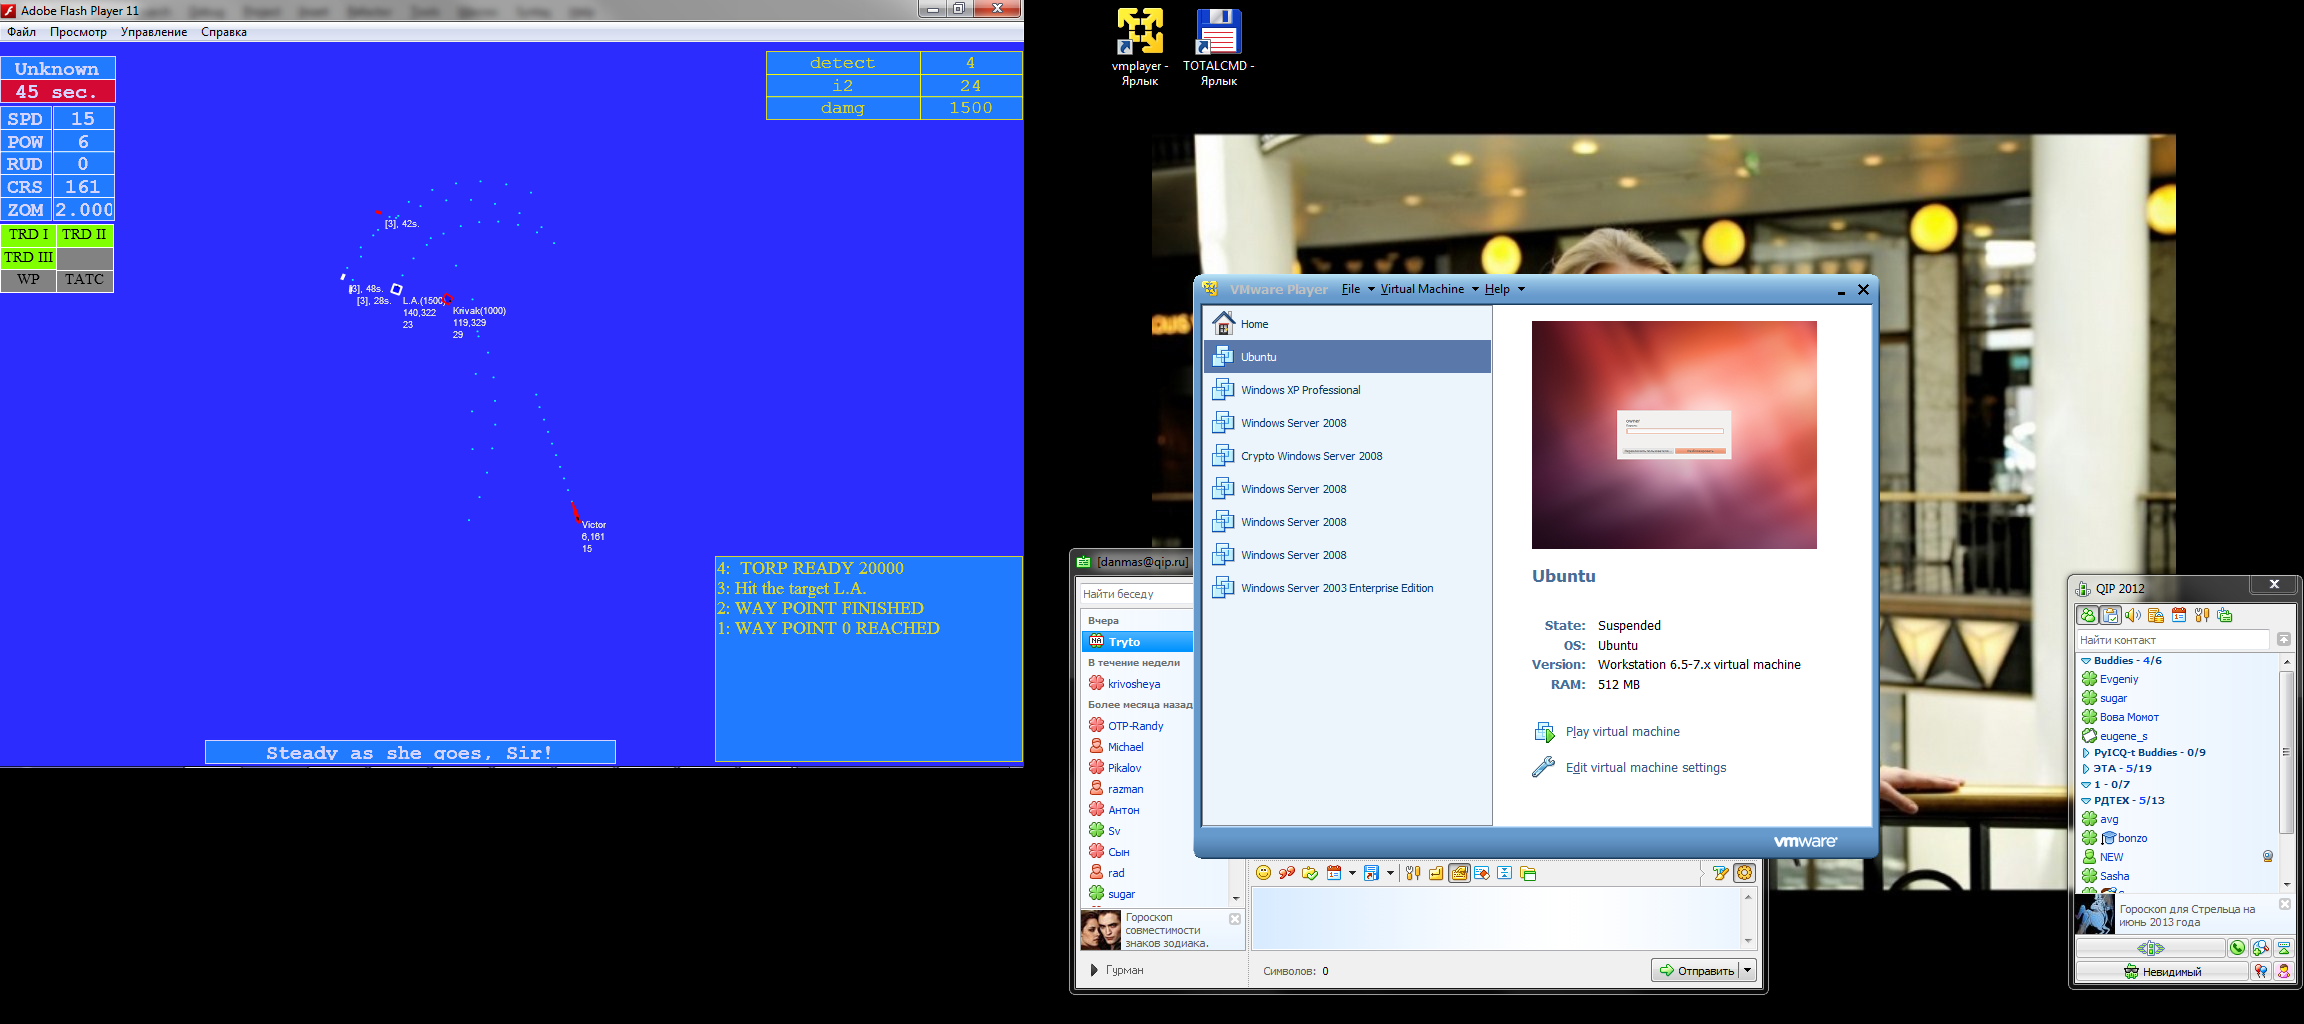 Adobe Flash Player 11
Файл Просмотр Управление Справка
Unknown
45 sec.
SPD 15
POW 6
RUD 0
CRS 161
ZOM 2.000
TRD I TRD II
TRD III
WP TATC
detect 4
i2 24
damg 1500
[3], 42s.
[3], 48s.
[3], 28s.
L.A.(1500)
140,322
23
Krivak(1000)
119,329
29
Victor
6,161
15
4: TORP READY 20000
3: Hit the target L.A.
2: WAY POINT FINISHED
1: WAY POINT 0 REACHED
Steady as she goes, Sir!
vmplayer - Ярлык
TOTALCMD - Ярлык
VMware Player File Virtual Machine Help
Home
Ubuntu
Windows XP Professional
Windows Server 2008
Crypto Windows Server 2008
Windows Server 2008
Windows Server 2008
Windows Server 2008
Windows Server 2003 Enterprise Edition
owner
Ubuntu
State: Suspended
OS: Ubuntu
Version: Workstation 6.5-7.x virtual machine
RAM: 512 MB
Play virtual machine
Edit virtual machine settings
vmware
[danmas@qip.ru]
Найти беседу
Вчера
Tryto
В течение недели
krivosheya
Более месяца назад
OTP-Randy
Michael
Pikalov
razman
Антон
Sv
Сын
rad
sugar
Гороскоп
совместимости
знаков зодиака.
Гурман
Символов: 0
Отправить
QIP 2012
Найти контакт
Buddies - 4/6
Evgeniy
sugar
Вова Момот
eugene_s
PyICQ-t Buddies - 0/9
ЭТА - 5/19
1 - 0/7
РДТЕХ - 5/13
avg
bonzo
NEW
Sasha
Гороскоп для Стрельца на
июнь 2013 года
Невидимый